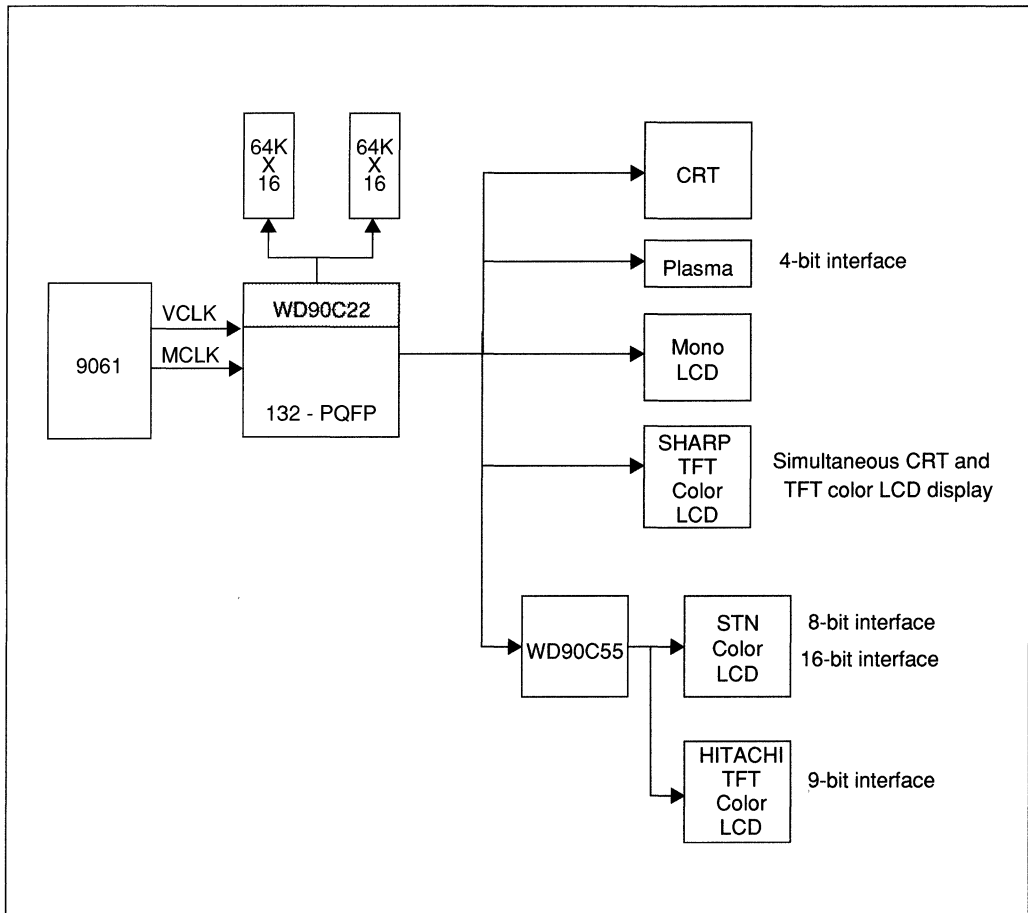 64K
X
16
64K
X
16
CRT
Plasma
4-bit interface
WD90C22
VCLK
MCLK
9061
132 - PQFP
Mono
LCD
SHARP
TFT
Color
LCD
Simultaneous CRT and
TFT color LCD display
WD90C55
STN
Color
LCD
8-bit interface
16-bit interface
HITACHI
TFT
Color
LCD
9-bit interface